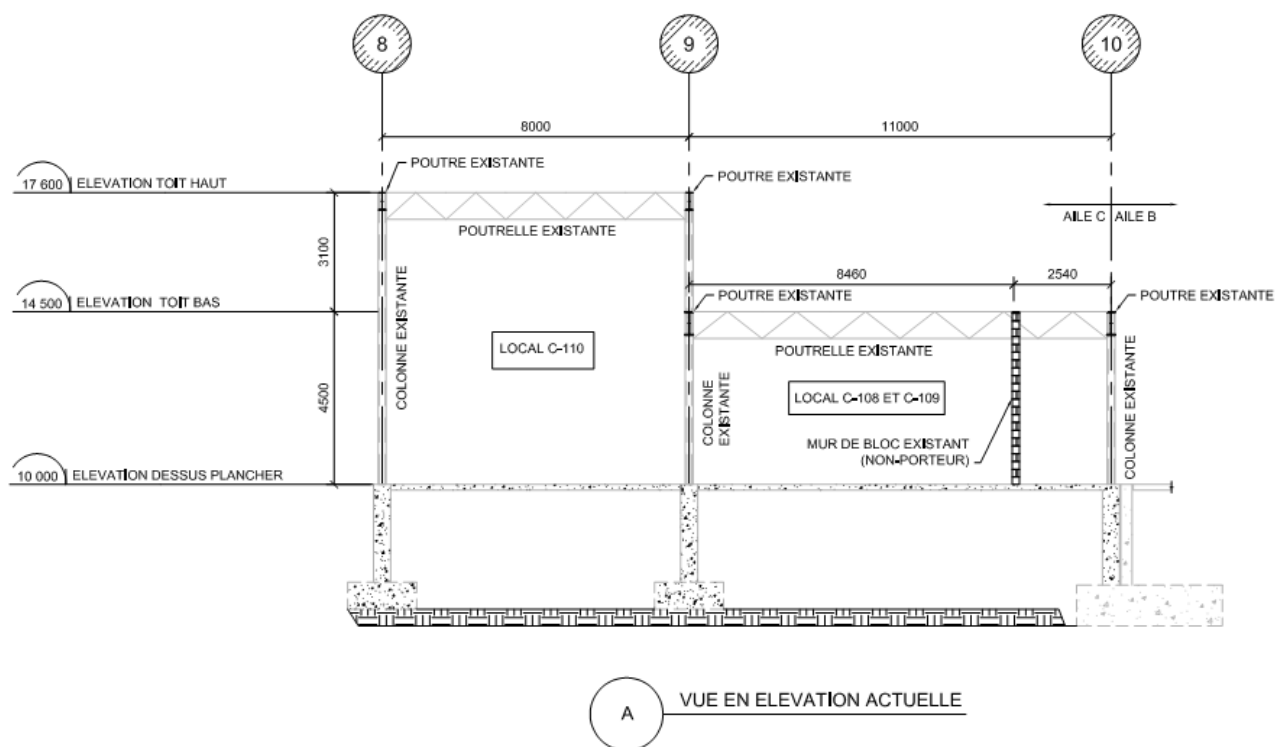 8
9
10
8000
11000
POUTRE EXISTANTE
POUTRE EXISTANTE
17 600
ELEVATION TOIT HAUT
AILE C
AILE B
POUTRELLE EXISTANTE
3100
8460
2540
14 500
ELEVATION TOIT BAS
POUTRE EXISTANTE
POUTRE EXISTANTE
COLONNE EXISTANTE
LOCAL C-110
POUTRELLE EXISTANTE
4500
COLONNE
EXISTANTE
LOCAL C-108 ET C-109
COLONNE EXISTANTE
MUR DE BLOC EXISTANT
(NON-PORTEUR)
10 000
ELEVATION DESSUS PLANCHER
A
VUE EN ELEVATION ACTUELLE